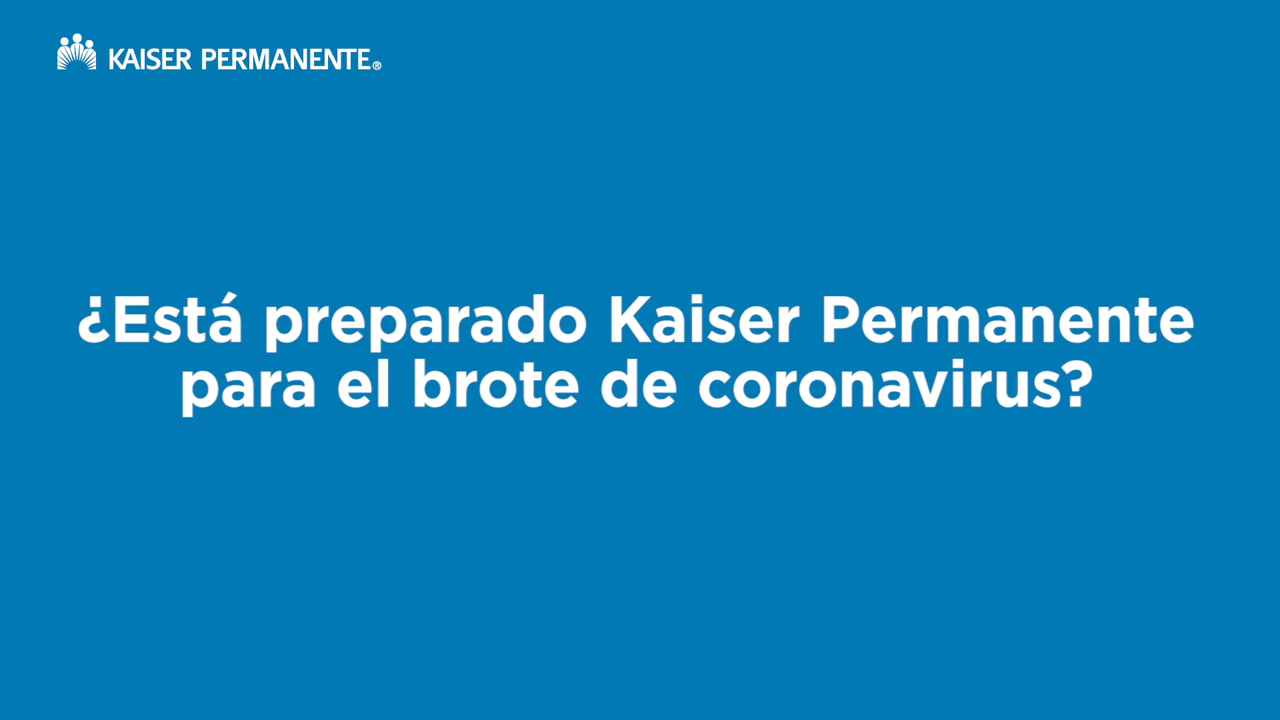 KAISER PERMANENTE®
¿Está preparado Kaiser Permanente
para el brote de coronavirus?